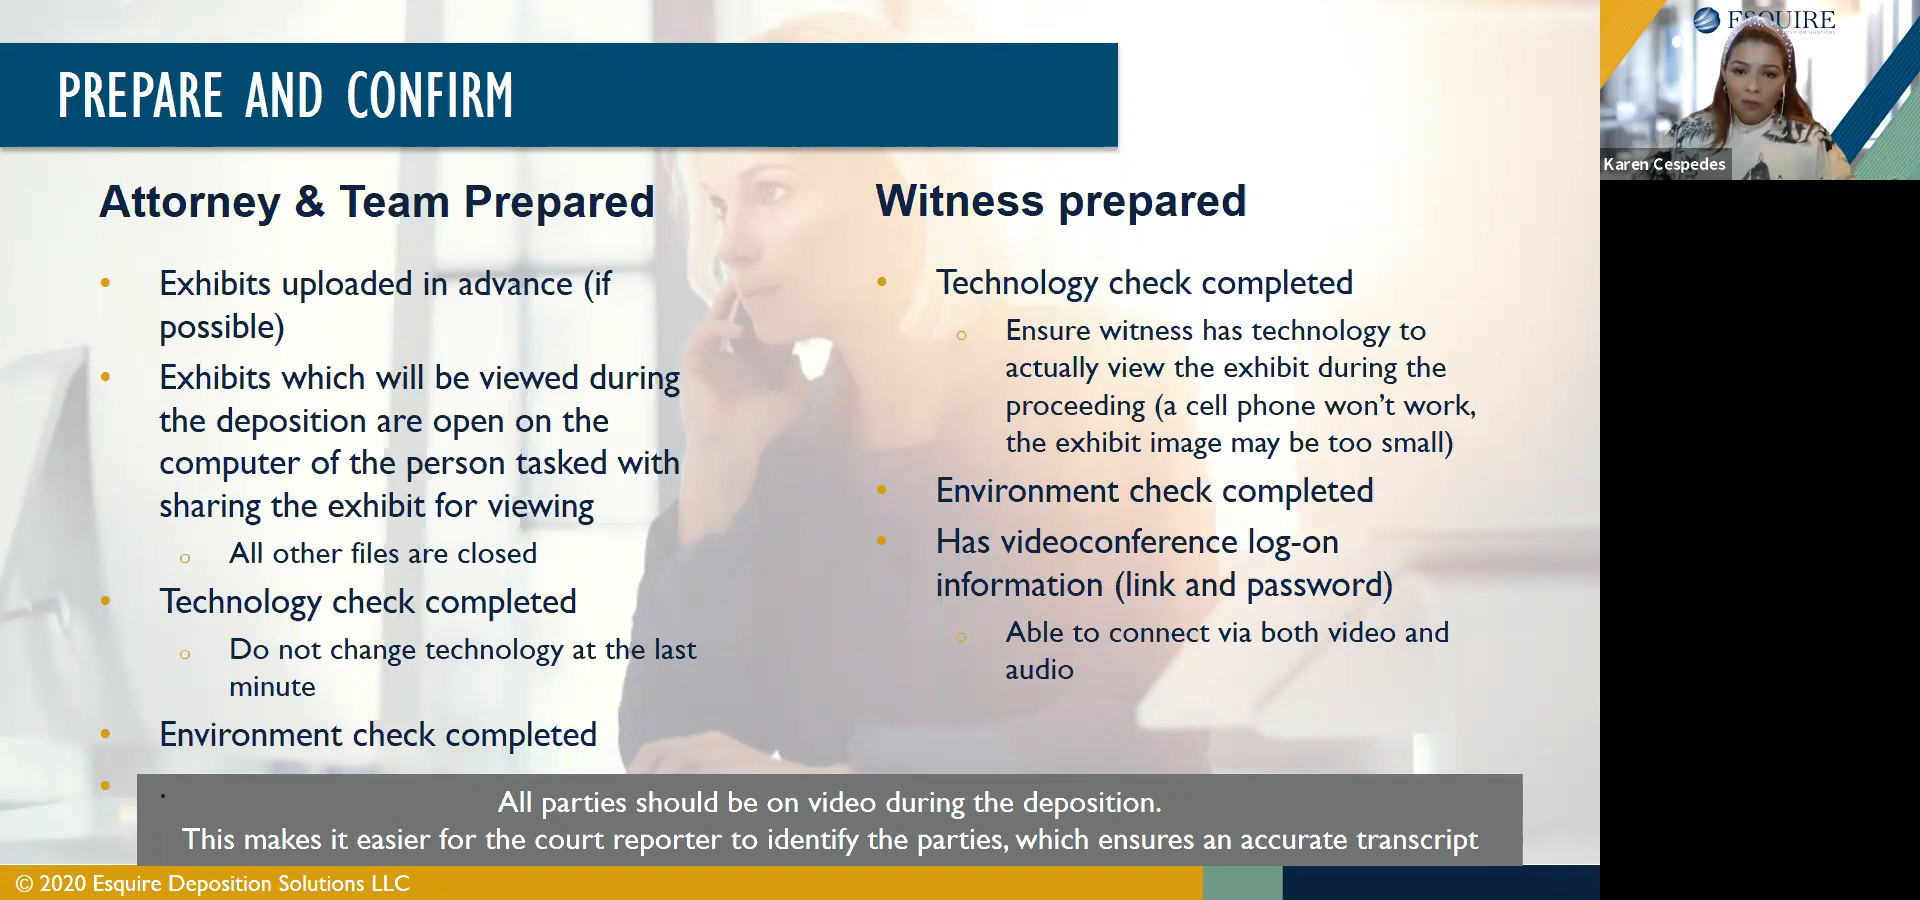 PREPARE AND CONFIRM
Attorney & Team Prepared
Exhibits uploaded in advance (if
possible)
Exhibits which will be viewed during
the deposition are open on the
computer of the person tasked with
sharing the exhibit for viewing
All other files are closed
Technology check completed
Do not change technology at the last
minute
Environment check completed
Witness prepared
Technology check completed
Ensure witness has technology to
actually view the exhibit during the
proceeding (a cell phone won’t work,
the exhibit image may be too small)
Environment check completed
Has videoconference log-on
information (link and password)
Able to connect via both video and
audio
All parties should be on video during the deposition.
This makes it easier for the court reporter to identify the parties, which ensures an accurate transcript
© 2020 Esquire Deposition Solutions LLC
ESQUIRE
Karen Cespedes